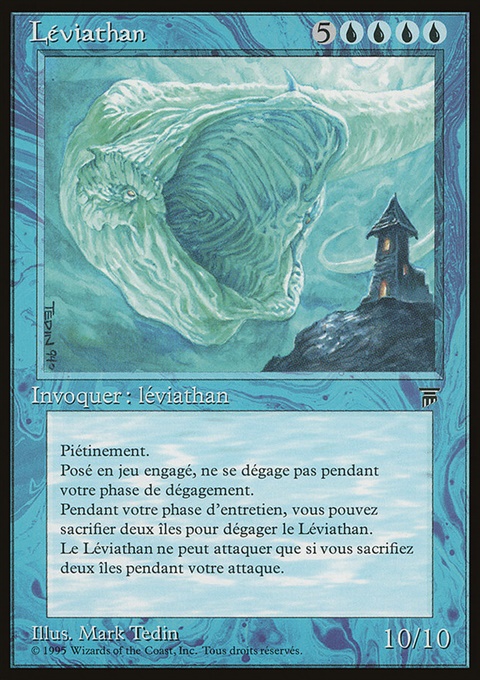 Léviathan 5
TEDIN 94
Invoquer : léviathan
Piétinement.
Posé en jeu engagé, ne se dégage pas pendant
votre phase de dégagement.
Pendant votre phase d'entretien, vous pouvez
sacrifier deux îles pour dégager le Léviathan.
Le Léviathan ne peut attaquer que si vous sacrifiez
deux îles pendant votre attaque.
Illus. Mark Tedin 10/10
© 1995 Wizards of the Coast, Inc. Tous droits réservés.